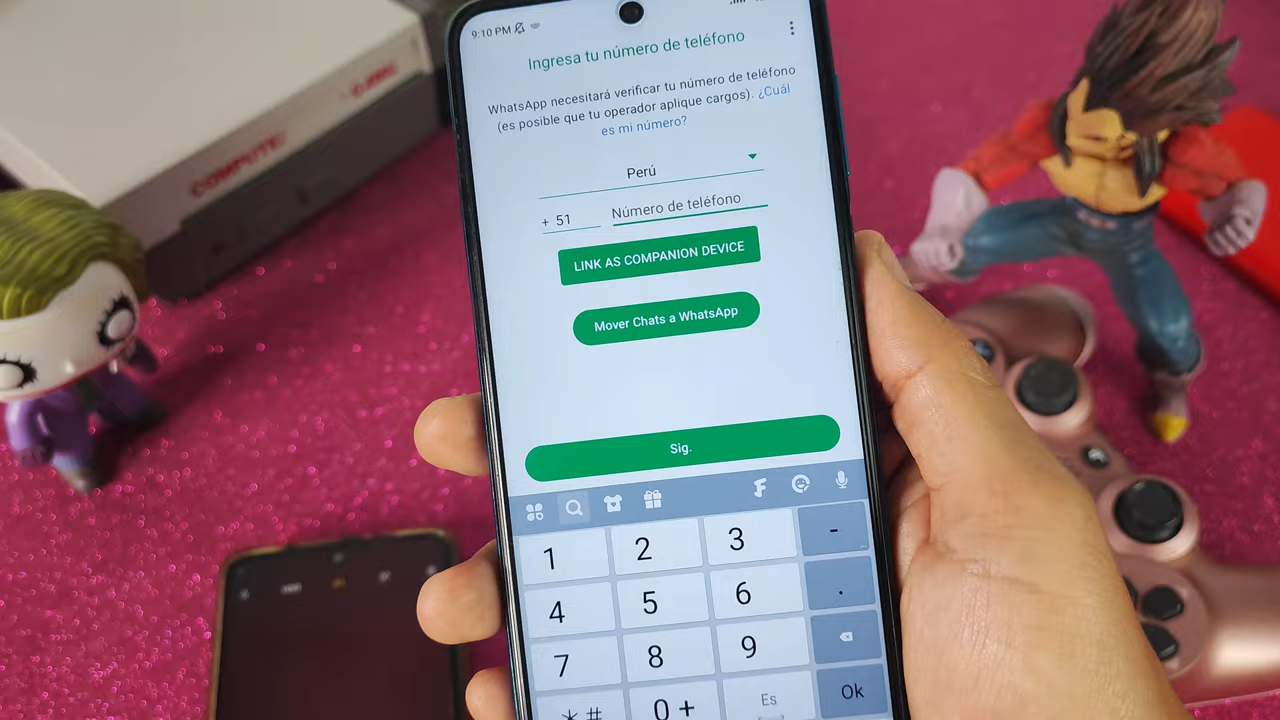 9:10 PM
Ingresa tu número de teléfono
WhatsApp necesitará verificar tu número de teléfono
(es posible que tu operador aplique cargos). ¿Cuál
es mi número?
Perú
+ 51 Número de teléfono
LINK AS COMPANION DEVICE
Mover Chats a WhatsApp
Sig.
1 2 3 -
4 5 6 .
7 8 9
* # 0 + Es
Ok
COMPUTE